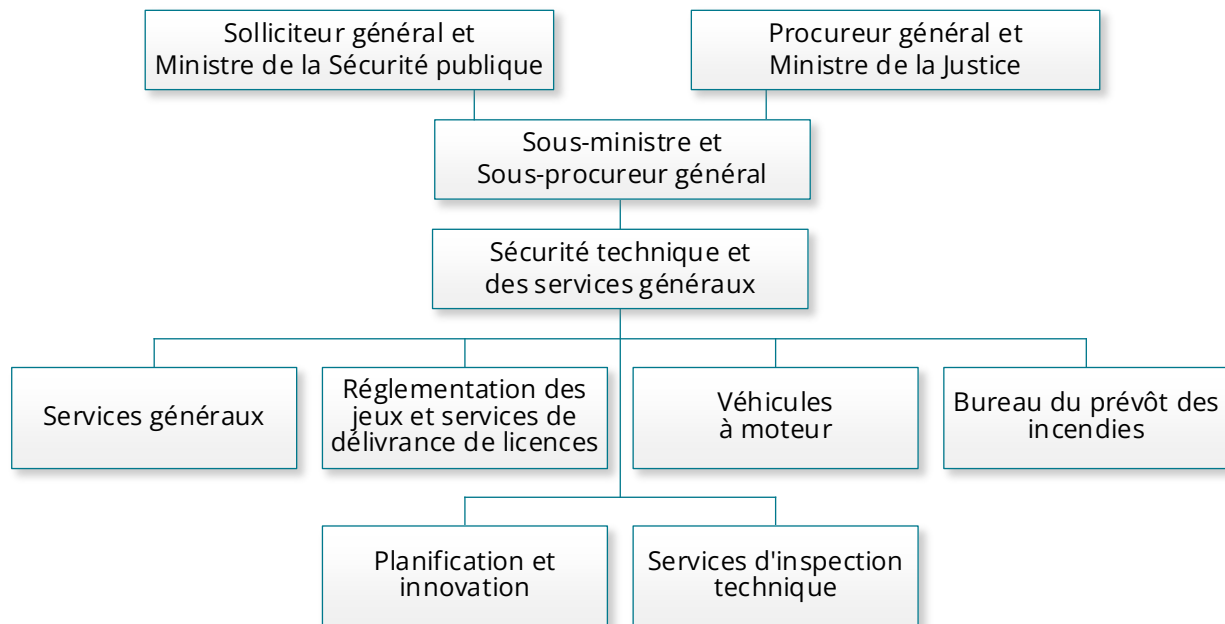 Solliciteur général et
Ministre de la Sécurité publique
Procureur général et
Ministre de la Justice
Sous-ministre et
Sous-procureur général
Sécurité technique et
des services généraux
Services généraux
Réglementation des
jeux et services de
délivrance de licences
Véhicules
à moteur
Bureau du prévôt des
incendies
Planification et
innovation
Services d'inspection
technique